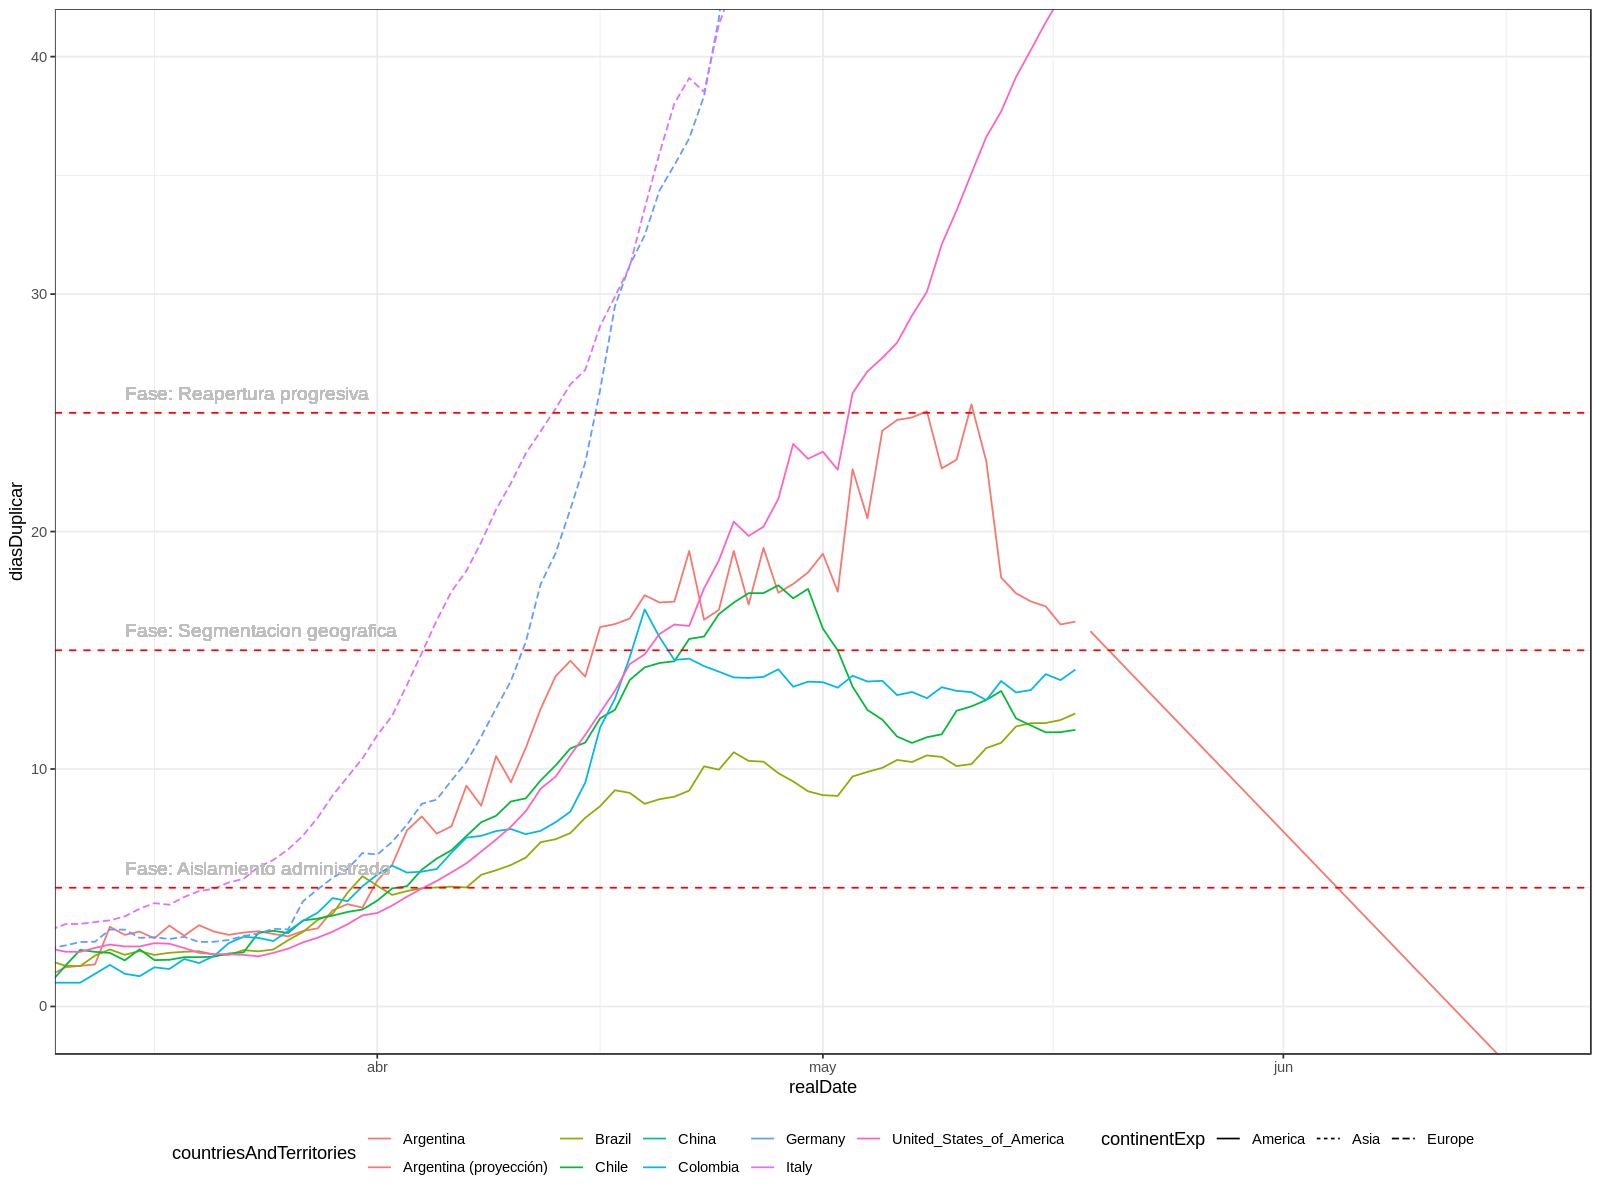 40
30
20
10
0
diasDuplicar
Fase: Reapertura progresiva
Fase: Segmentacion geografica
Fase: Aislamiento administrado
abr
may
jun
realDate
countriesAndTerritories
Argentina
Brazil
China
Germany
United_States_of_America
Argentina (proyección)
Chile
Colombia
Italy
continentExp
America
Asia
Europe